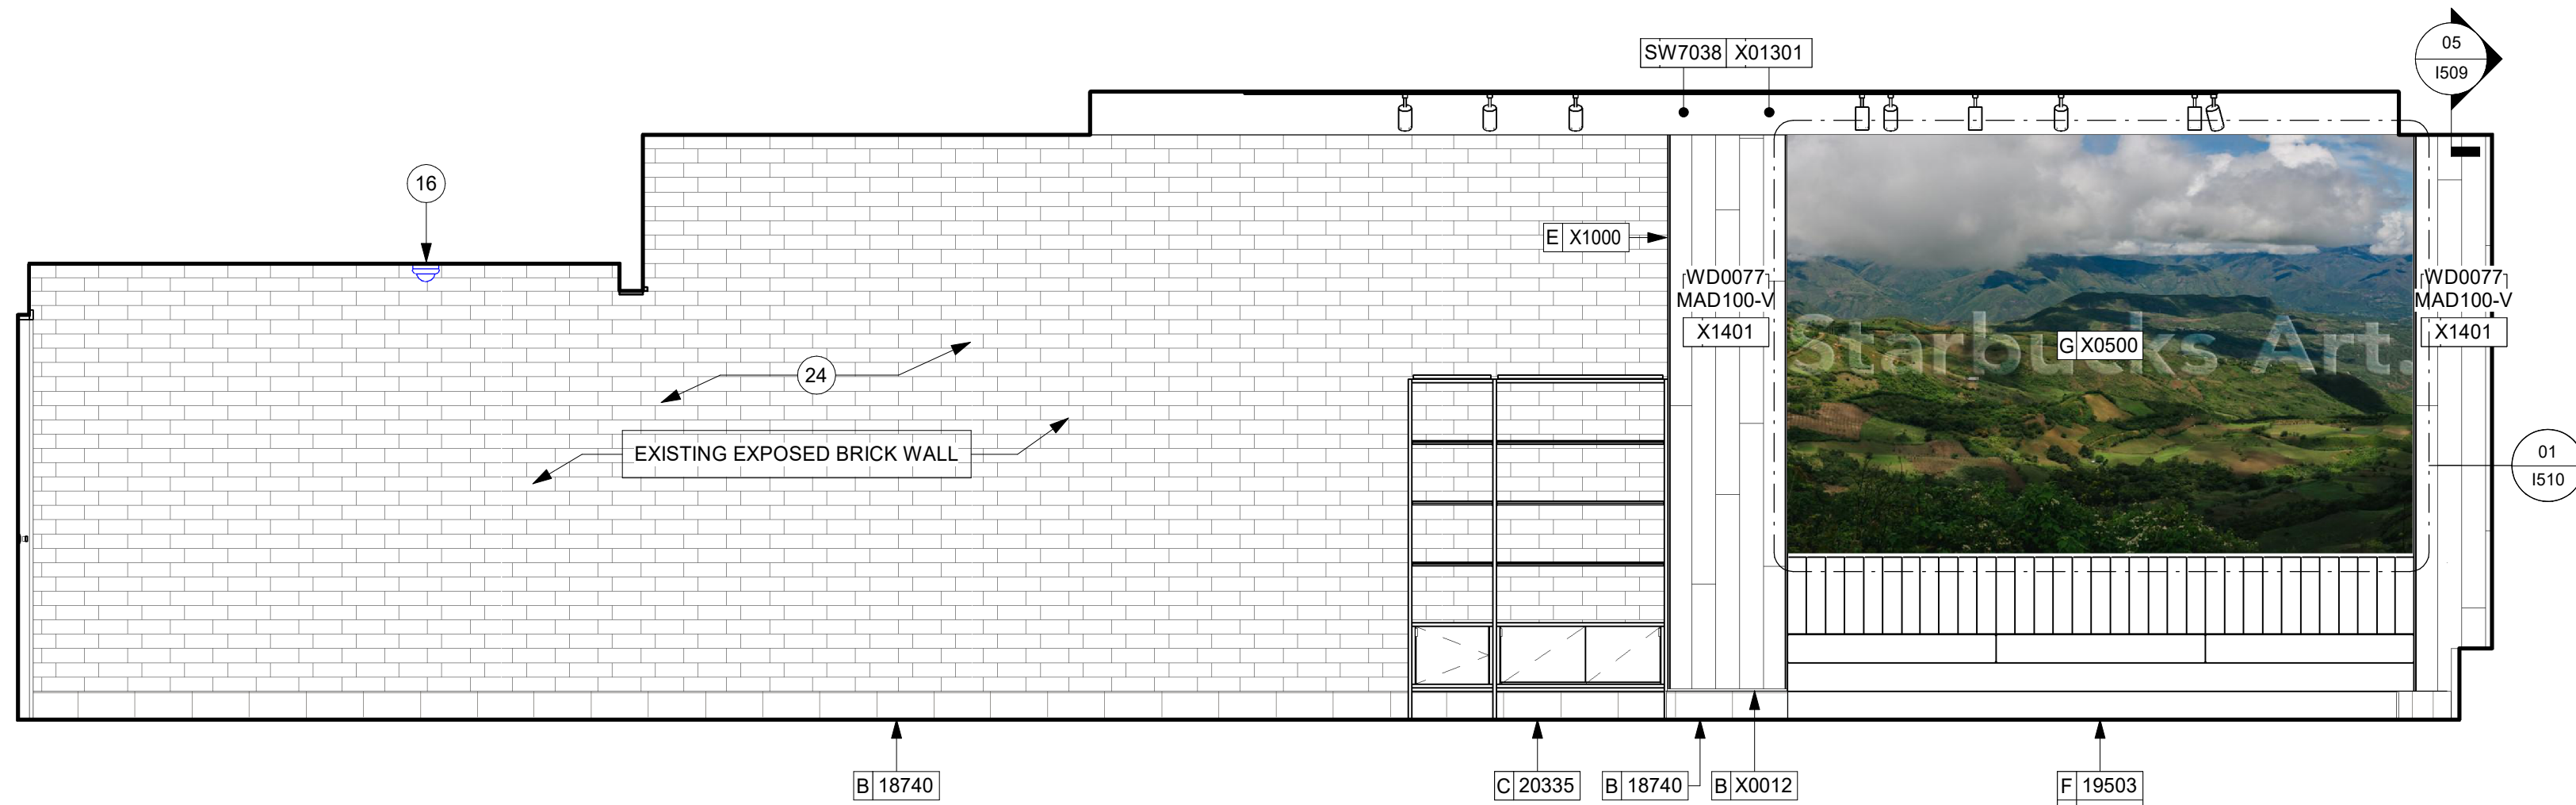 05
I509
SW7038 X01301
16
E X1000
WD0077
MAD100-V
X1401
WD0077
MAD100-V
X1401
Starbucks Art.
G X0500
24
EXISTING EXPOSED BRICK WALL
01
I510
B 18740
C 20335
B 18740
B X0012
F 19503